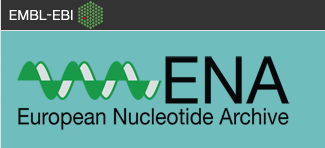 EMBL-EBI
ENA
European Nucleotide Archive